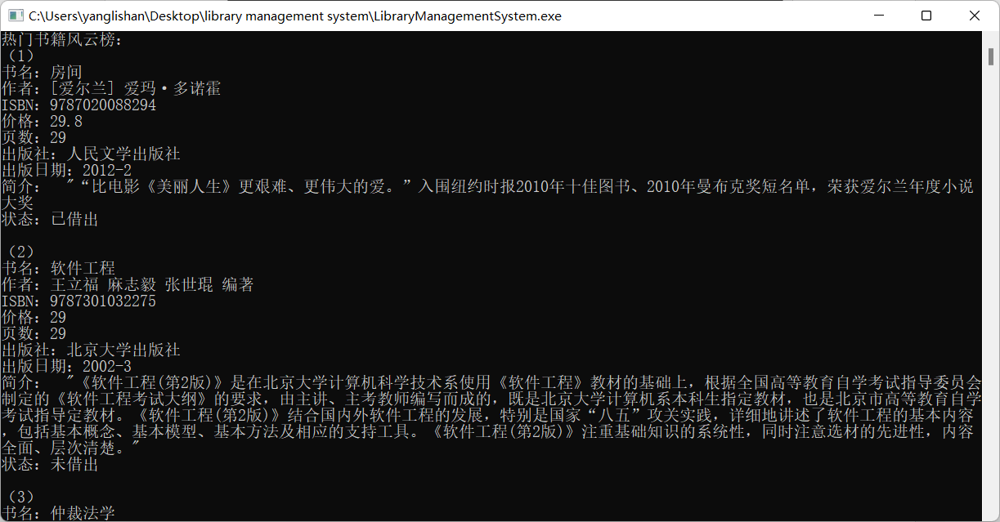 C:\Users\yanglishan\Desktop\library management system\LibraryManagementSystem.exe
热门书籍风云榜：
（1）
书名：房间
作者：[爱尔兰] 爱玛·多诺霍
ISBN：9787020088294
价格：29.8
页数：29
出版社：人民文学出版社
出版日期：2012-2
简介： "“比电影《美丽人生》更艰难、更伟大的爱。”入围纽约时报2010年十佳图书、2010年曼布克奖短名单，荣获爱尔兰年度小说
大奖
状态：已借出
（2）
书名：软件工程
作者：王立福 麻志毅 张世琨 编著
ISBN：9787301032275
价格：29
页数：29
出版社：北京大学出版社
出版日期：2002-3
简介： "《软件工程(第2版)》是在北京大学计算机科学技术系使用《软件工程》教材的基础上，根据全国高等教育自学考试指导委员会
制定的《软件工程考试大纲》的要求，由主讲、主考教师编写而成的，既是北京大学计算机系本科生指定教材，也是北京市高等教育自学
考试指导定教材。《软件工程(第2版)》结合国内外软件工程的发展，特别是国家“八五”攻关实践，详细地讲述了软件工程的基本内容
，包括基本概念、基本模型、基本方法及相应的支持工具。《软件工程(第2版)》注重基础知识的系统性，同时注意选材的先进性，内容
全面、层次清楚。"
状态：未借出
（3）
书名：仲裁法学